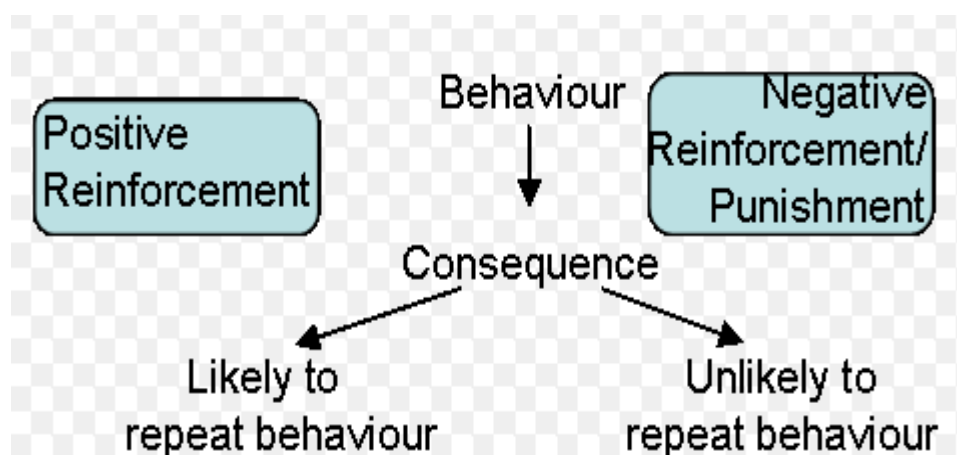 Positive
Reinforcement
Behaviour
Negative
Reinforcement/
Punishment
Consequence
Likely to
repeat behaviour
Unlikely to
repeat behaviour